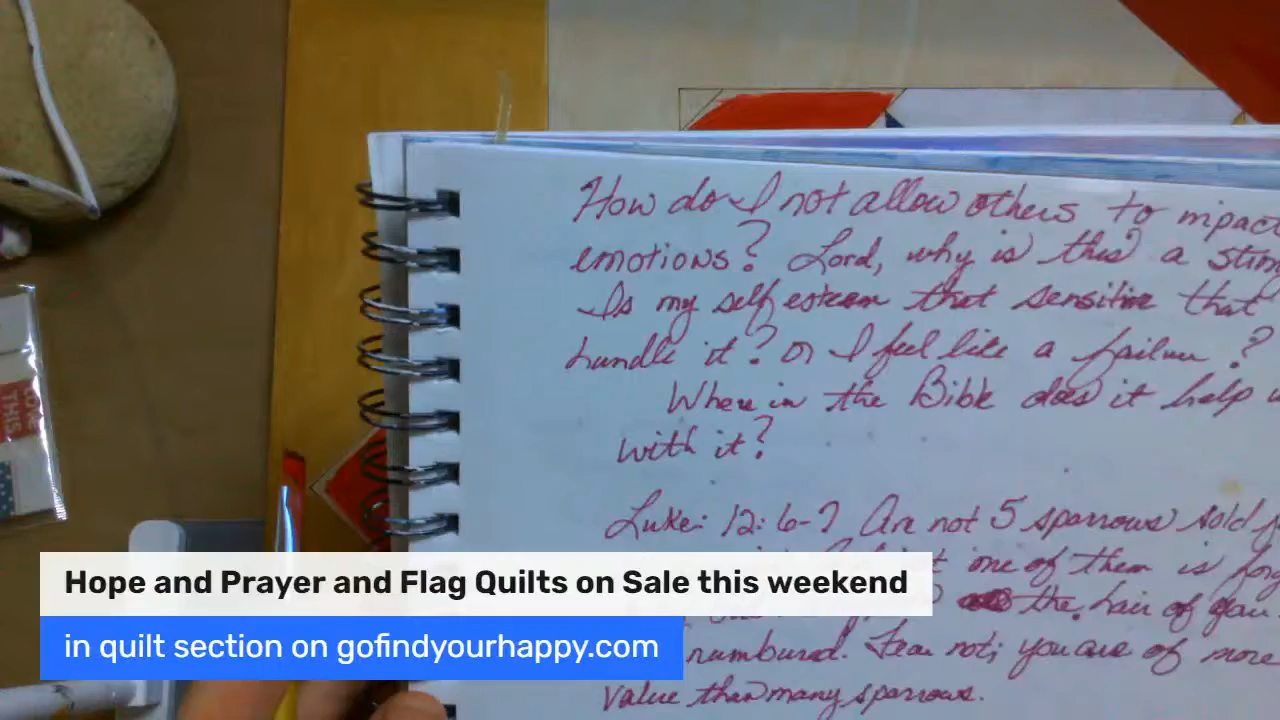 How do I not allow others to mpact
emotions? Lord, why is this a
Is my self esteem that sensitive that
handle it? or I feel like a failure?
Where in the Bible does it help
with it?
Luke: 12:6-7 Are not 5 sparrows sold
one of them is
the hair of your
numbured. Fear not; you are of more
value than many sparrows.
LOVE
THIS
Hope and Prayer and Flag Quilts on Sale this weekend
in quilt section on gofindyourhappy.com